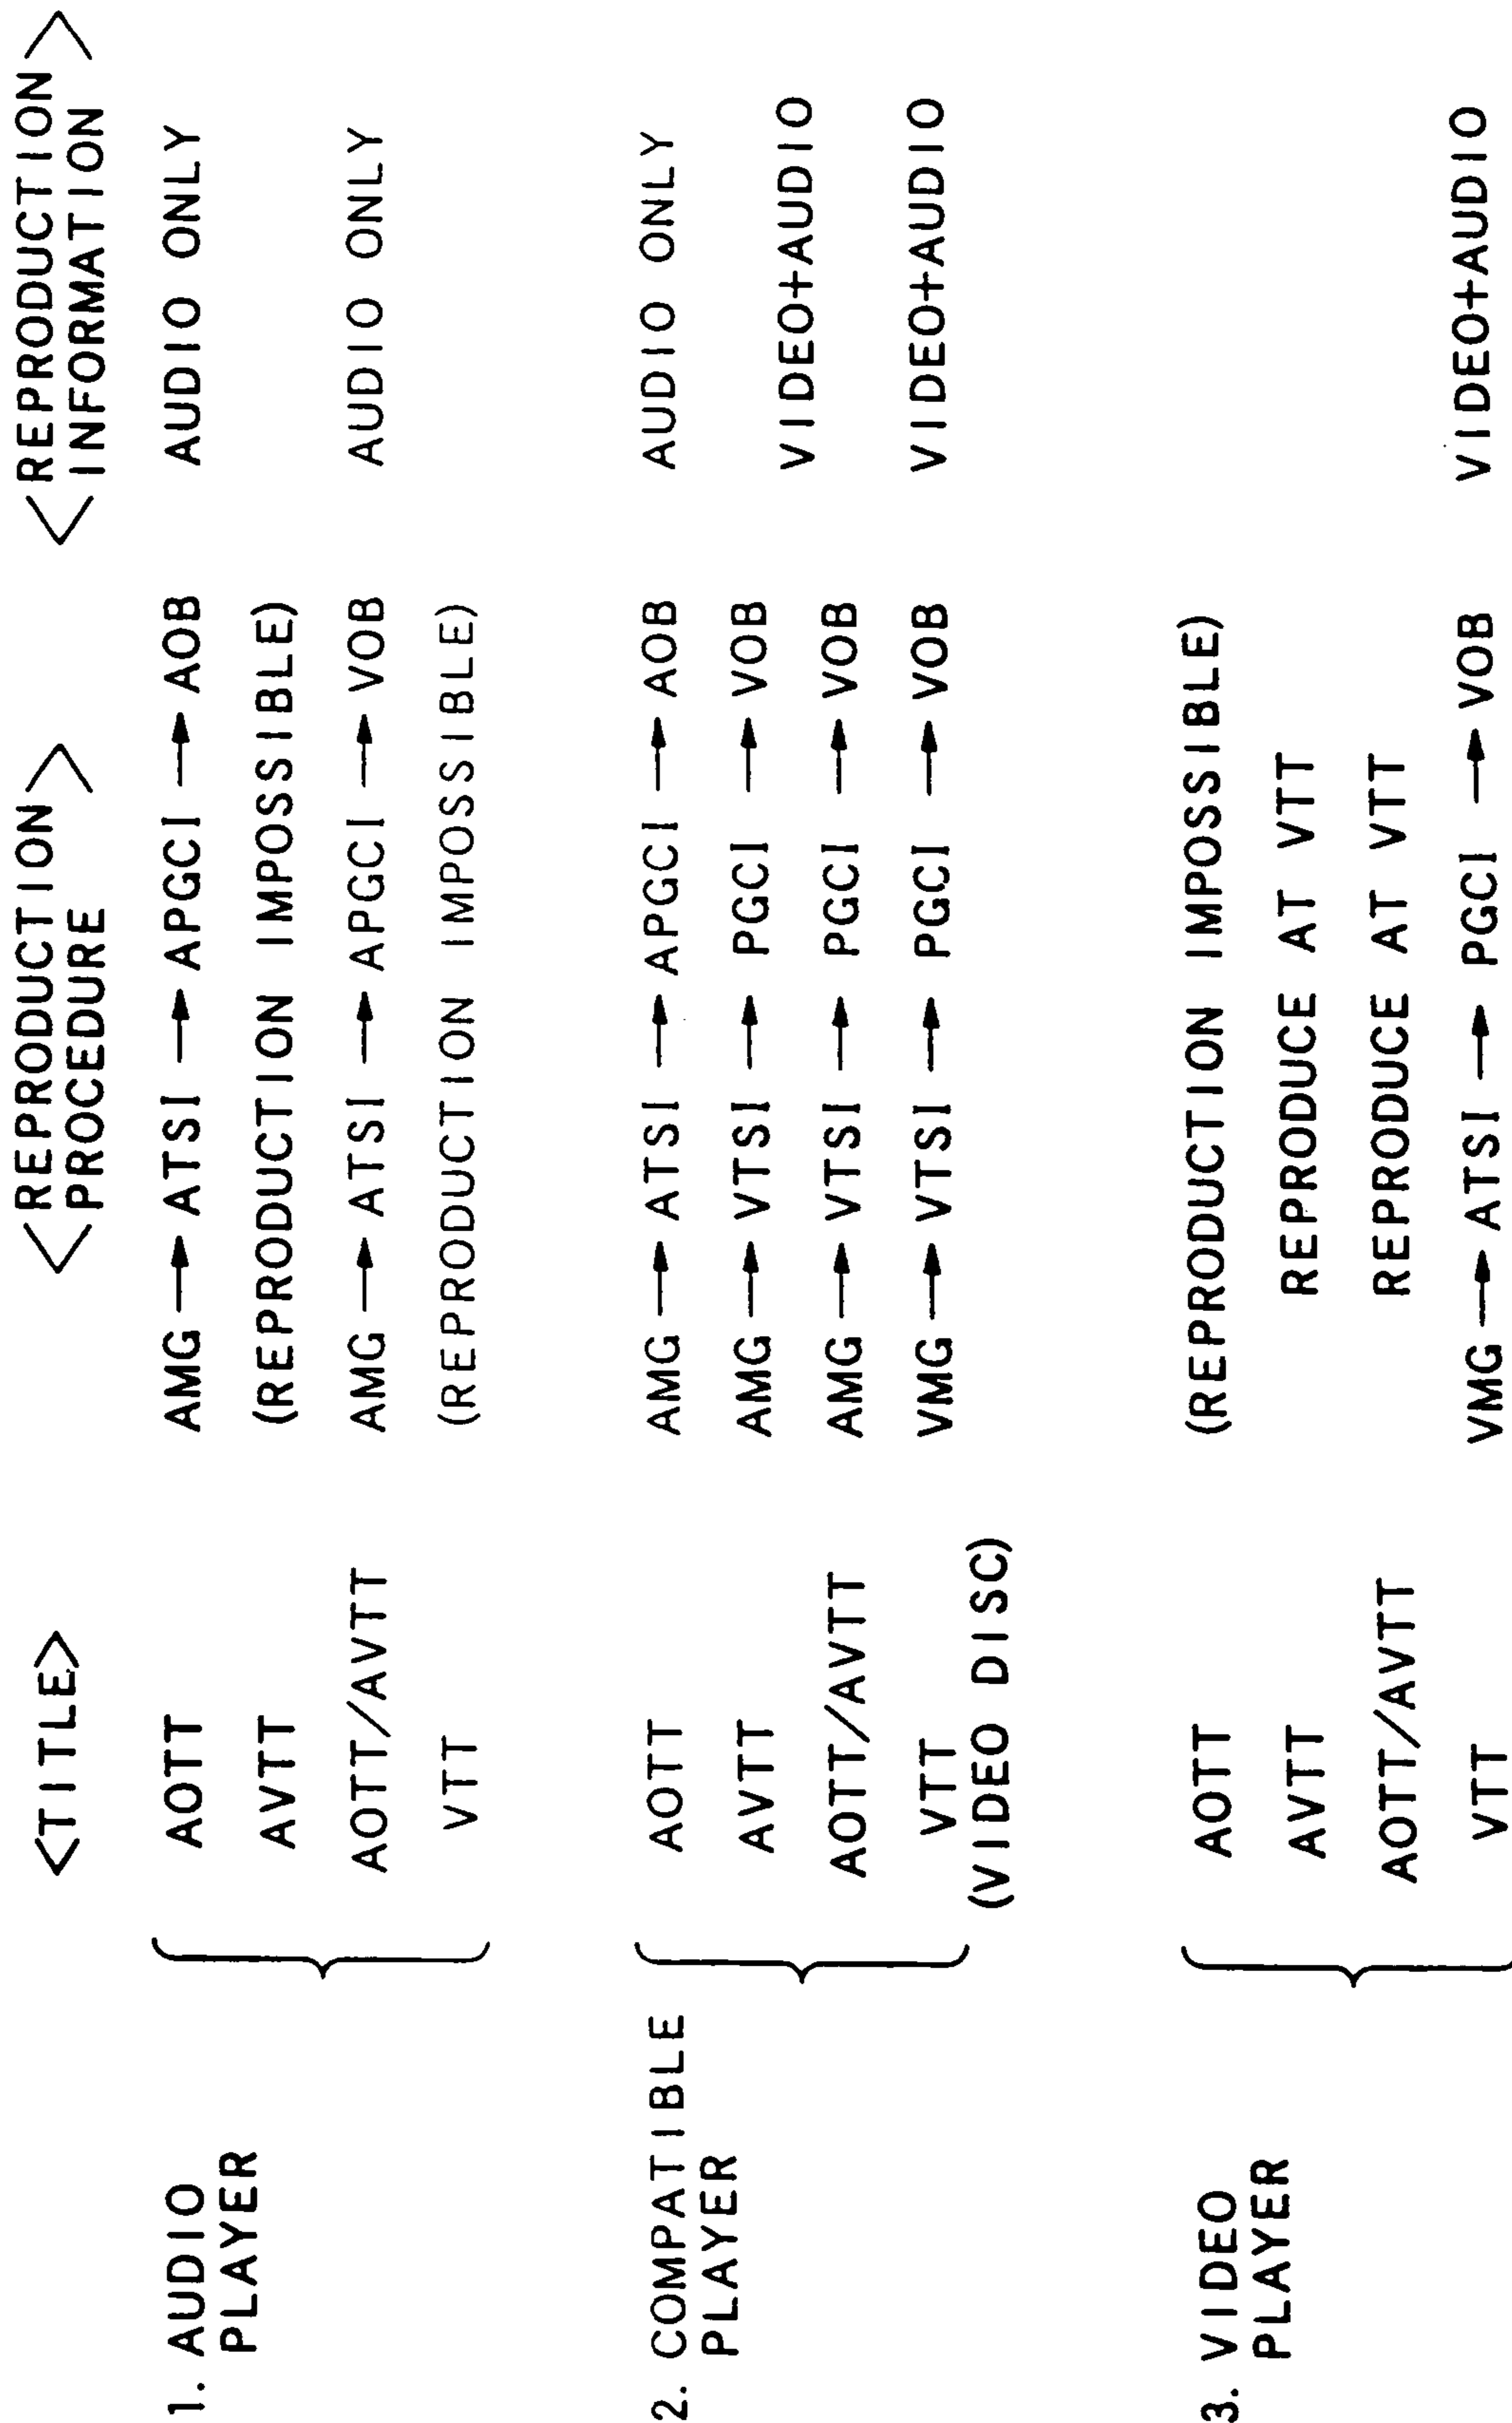 <TITLE> <REPRODUCTION PROCEDURE> <REPRODUCTION INFORMATION>
1. AUDIO PLAYER
AOTT AMG → ATSI → APGCI → AOB AUDIO ONLY
AVTT (REPRODUCTION IMPOSSIBLE)
AOTT/AVTT AMG → ATSI → APGCI → VOB AUDIO ONLY
VTT (REPRODUCTION IMPOSSIBLE)
2. COMPATIBLE PLAYER
AOTT AMG → ATSI → APGCI → AOB AUDIO ONLY
AVTT AMG → VTSI → PGCI → VOB
VIDEO+AUDIO
AOTT/AVTT AMG → VTSI → PGCI → VOB
VTT VMG → VTSI → PGCI → VOB VIDEO+AUDIO
(VIDEO DISC)
3. VIDEO PLAYER
AOTT (REPRODUCTION IMPOSSIBLE)
AVTT REPRODUCE AT VTT
AOTT/AVTT REPRODUCE AT VTT
VTT VMG → ATSI → PGCI → VOB VIDEO+AUDIO